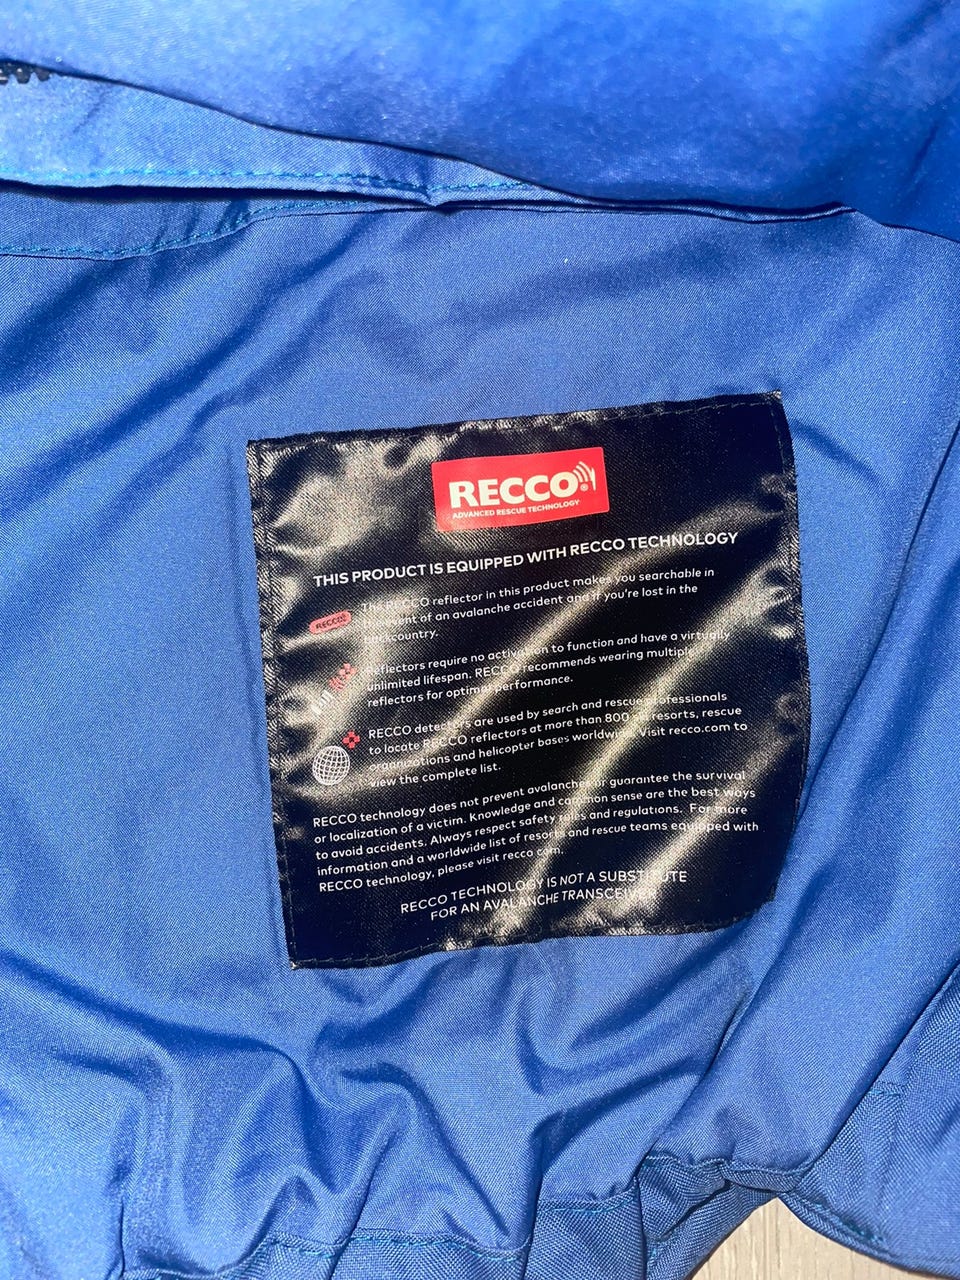 RECCO®
ADVANCED RESCUE TECHNOLOGY
THIS PRODUCT IS EQUIPPED WITH RECCO TECHNOLOGY
RECCO
The RECCO reflector in this product makes you searchable in
the event of an avalanche accident and if you're lost in the
backcountry.
Reflectors require no activation to function and have a virtually
unlimited lifespan. RECCO recommends wearing multiple
reflectors for optimal performance.
RECCO detectors are used by search and rescue professionals
to locate RECCO reflectors at more than 800 ski resorts, rescue
organizations and helicopter bases worldwide. Visit recco.com to
view the complete list.
RECCO technology does not prevent avalanches or guarantee the survival
or localization of a victim. Knowledge and common sense are the best ways
to avoid accidents. Always respect safety rules and regulations. For more
information and a worldwide list of resorts and rescue teams equipped with
RECCO technology, please visit recco.com.
RECCO TECHNOLOGY IS NOT A SUBSTITUTE
FOR AN AVALANCHE TRANSCEIVER